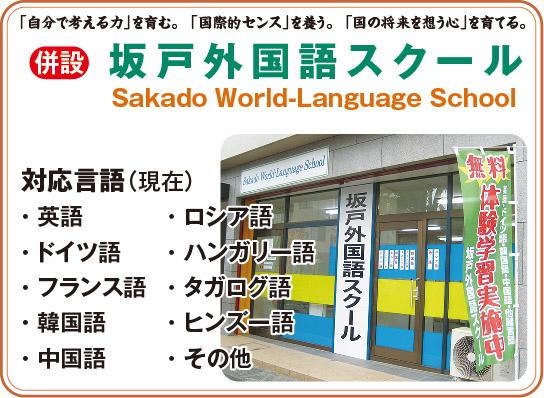 「自分で考える力」を育む。「国際的センス」を養う。「国の将来を想う心」を育てる。
併設 坂戸外国語スクール
Sakado World-Language School
対応言語（現在）
・英語
・ドイツ語
・フランス語
・韓国語
・中国語
・ロシア語
・ハンガリー語
・タガログ語
・ヒンズー語
・その他
Sakado World-Language School
坂戸外国語スクール
無料
体験学習実施中
坂戸外国語スクール